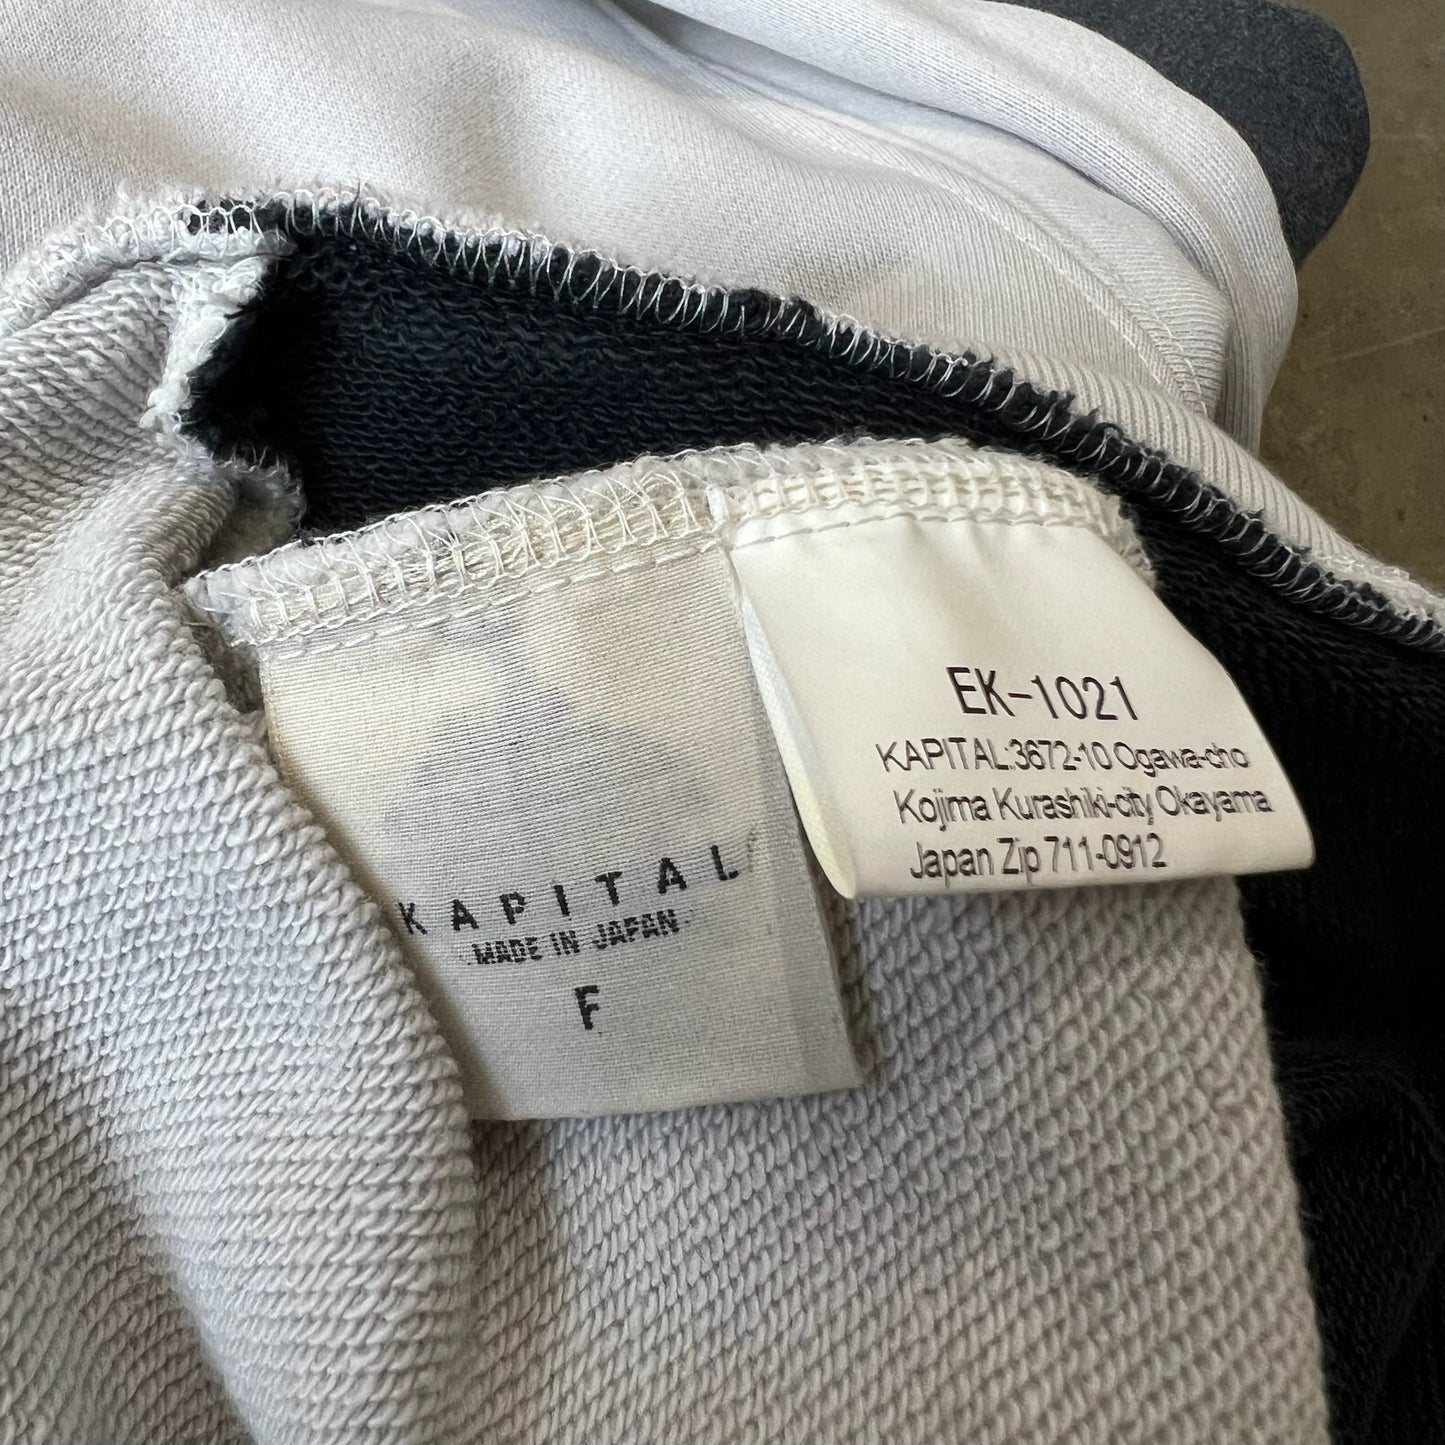 KAPITAL
MADE IN JAPAN
F
EK-1021
KAPITAL:3672-10 Ogawa-cho
Kojima Kurashiki-city Okayama
Japan Zip 711-0912